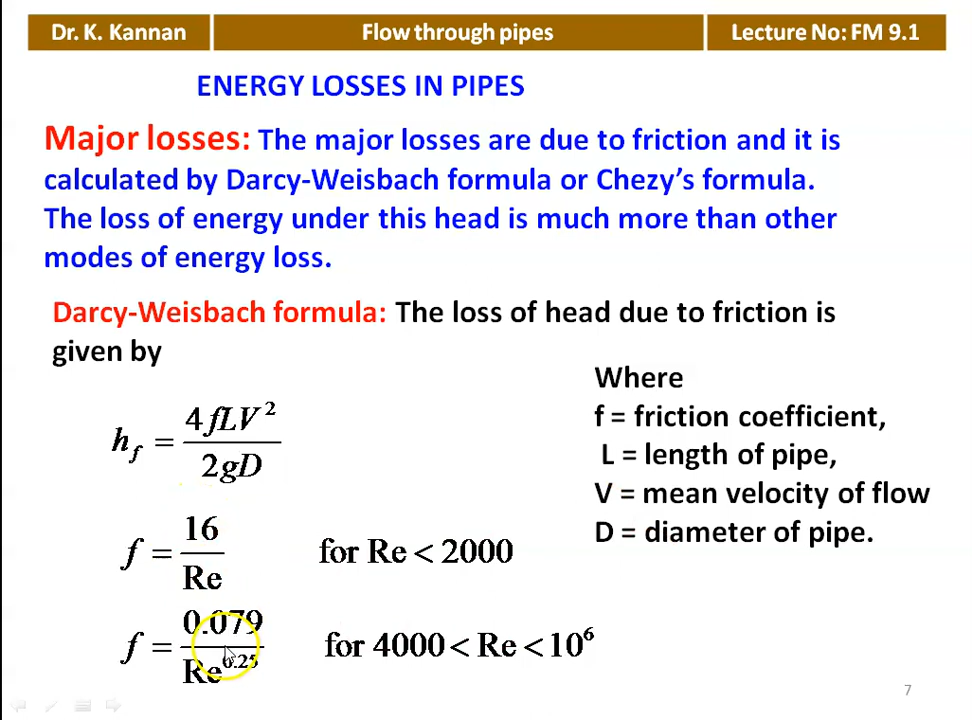 Dr. K. Kannan
Flow through pipes
Lecture No: FM 9.1
ENERGY LOSSES IN PIPES
Major losses: The major losses are due to friction and it is
calculated by Darcy-Weisbach formula or Chezy's formula.
The loss of energy under this head is much more than other
modes of energy loss.
Darcy-Weisbach formula: The loss of head due to friction is
given by
h_f = 4fLV² / 2gD
f = 16 / Re for Re < 2000
f = 0.079 / Re^0.25 for 4000 < Re < 10⁶
Where
f = friction coefficient,
L = length of pipe,
V = mean velocity of flow
D = diameter of pipe.
7